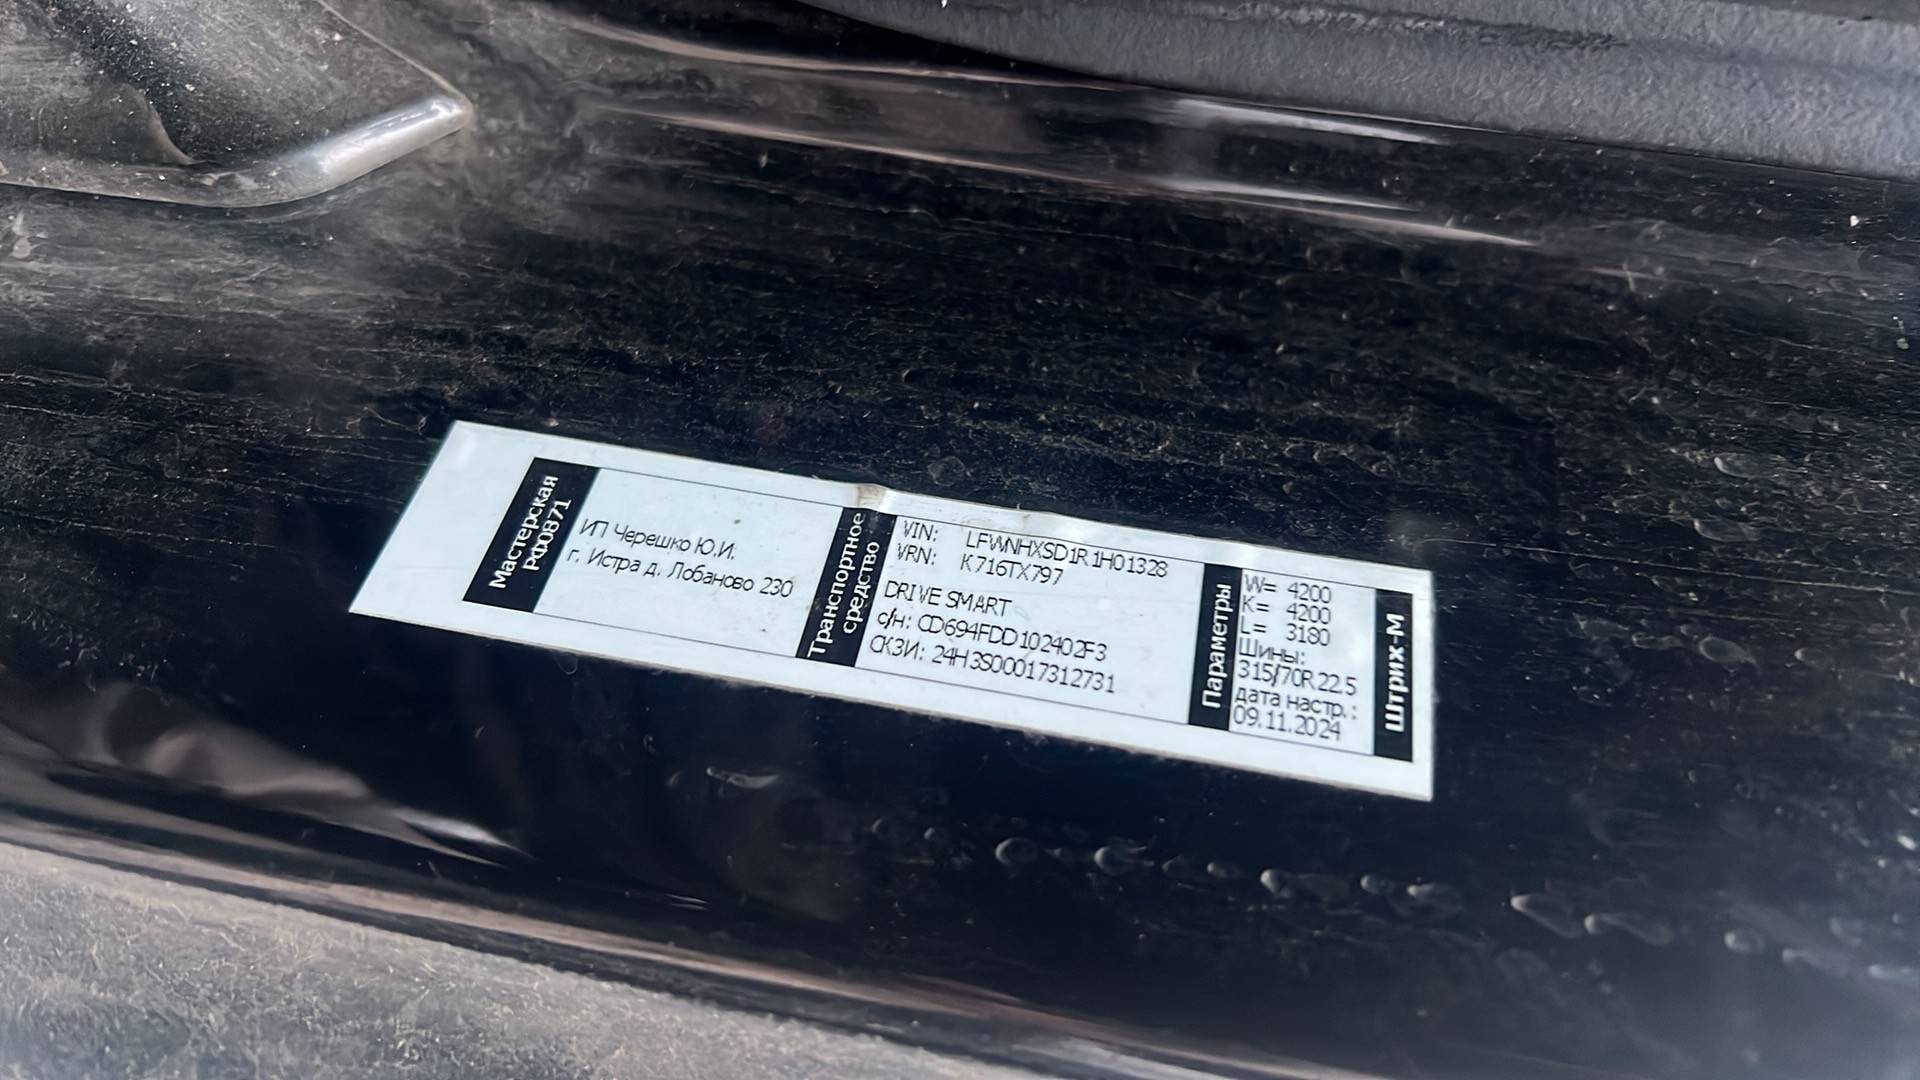 Мастерская
РФ0871
ИП Черешко Ю.И.
г. Истра д. Лобаново 230
Транспортное
средство
VIN: LFWNHXSD1R1H01328
VRN: K716TX797
DRIVE SMART
с/н: CD694FDD102402F3
СКЗИ: 24H3S00017312731
Параметры
W= 4200
K= 4200
L= 3180
Шины:
315/70R22.5
дата настр.:
09.11.2024
Штрих-М